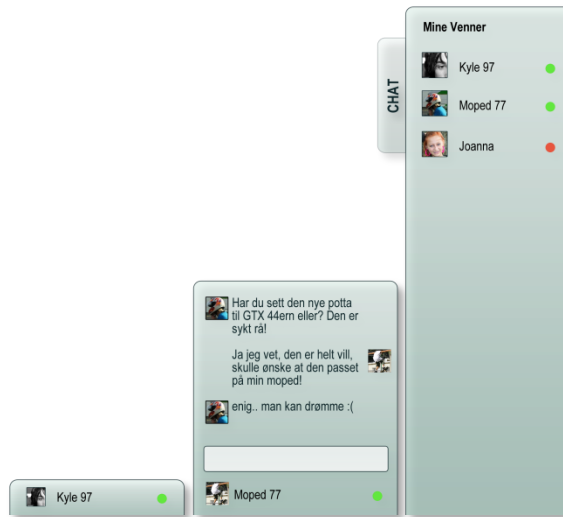 Mine Venner
Kyle 97
Moped 77
Joanna
CHAT
Har du sett den nye potta
til GTX 44ern eller? Den er
sykt rå!
Ja jeg vet, den er helt vill,
skulle ønske at den passet
på min moped!
enig.. man kan drømme :(
Moped 77
Kyle 97